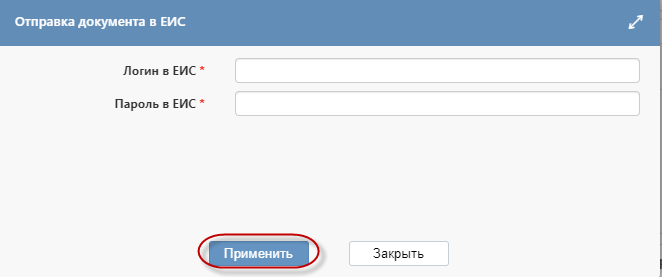 Отправка документа в ЕИС
Логин в ЕИС *
Пароль в ЕИС *
Применить Закрыть